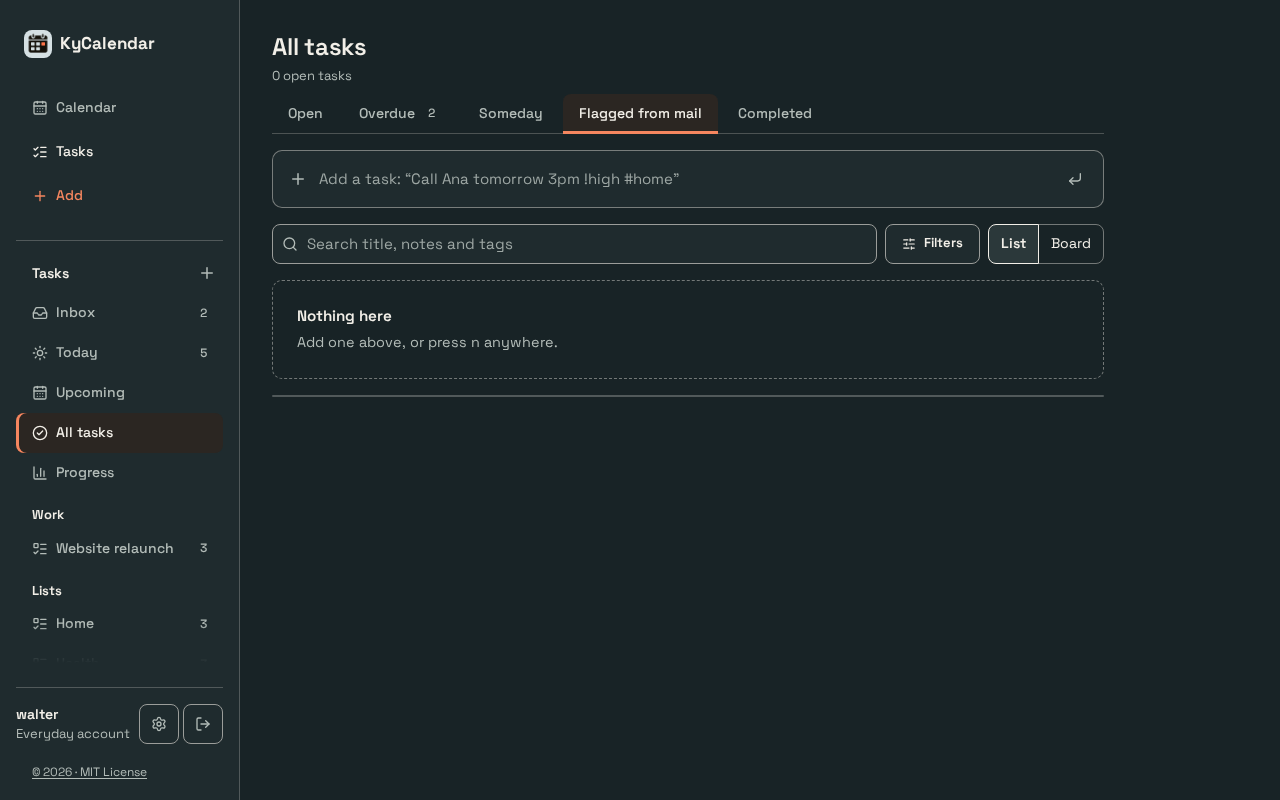 KyCalendar
Calendar
Tasks
Add
Tasks
Inbox 2
Today 5
Upcoming
All tasks
Progress
Work
Website relaunch 3
Lists
Home 3
walter
Everyday account
© 2026 · MIT License
All tasks
0 open tasks
Open Overdue 2 Someday Flagged from mail Completed
Add a task: “Call Ana tomorrow 3pm !high #home”
Search title, notes and tags
Filters
List Board
Nothing here
Add one above, or press n anywhere.